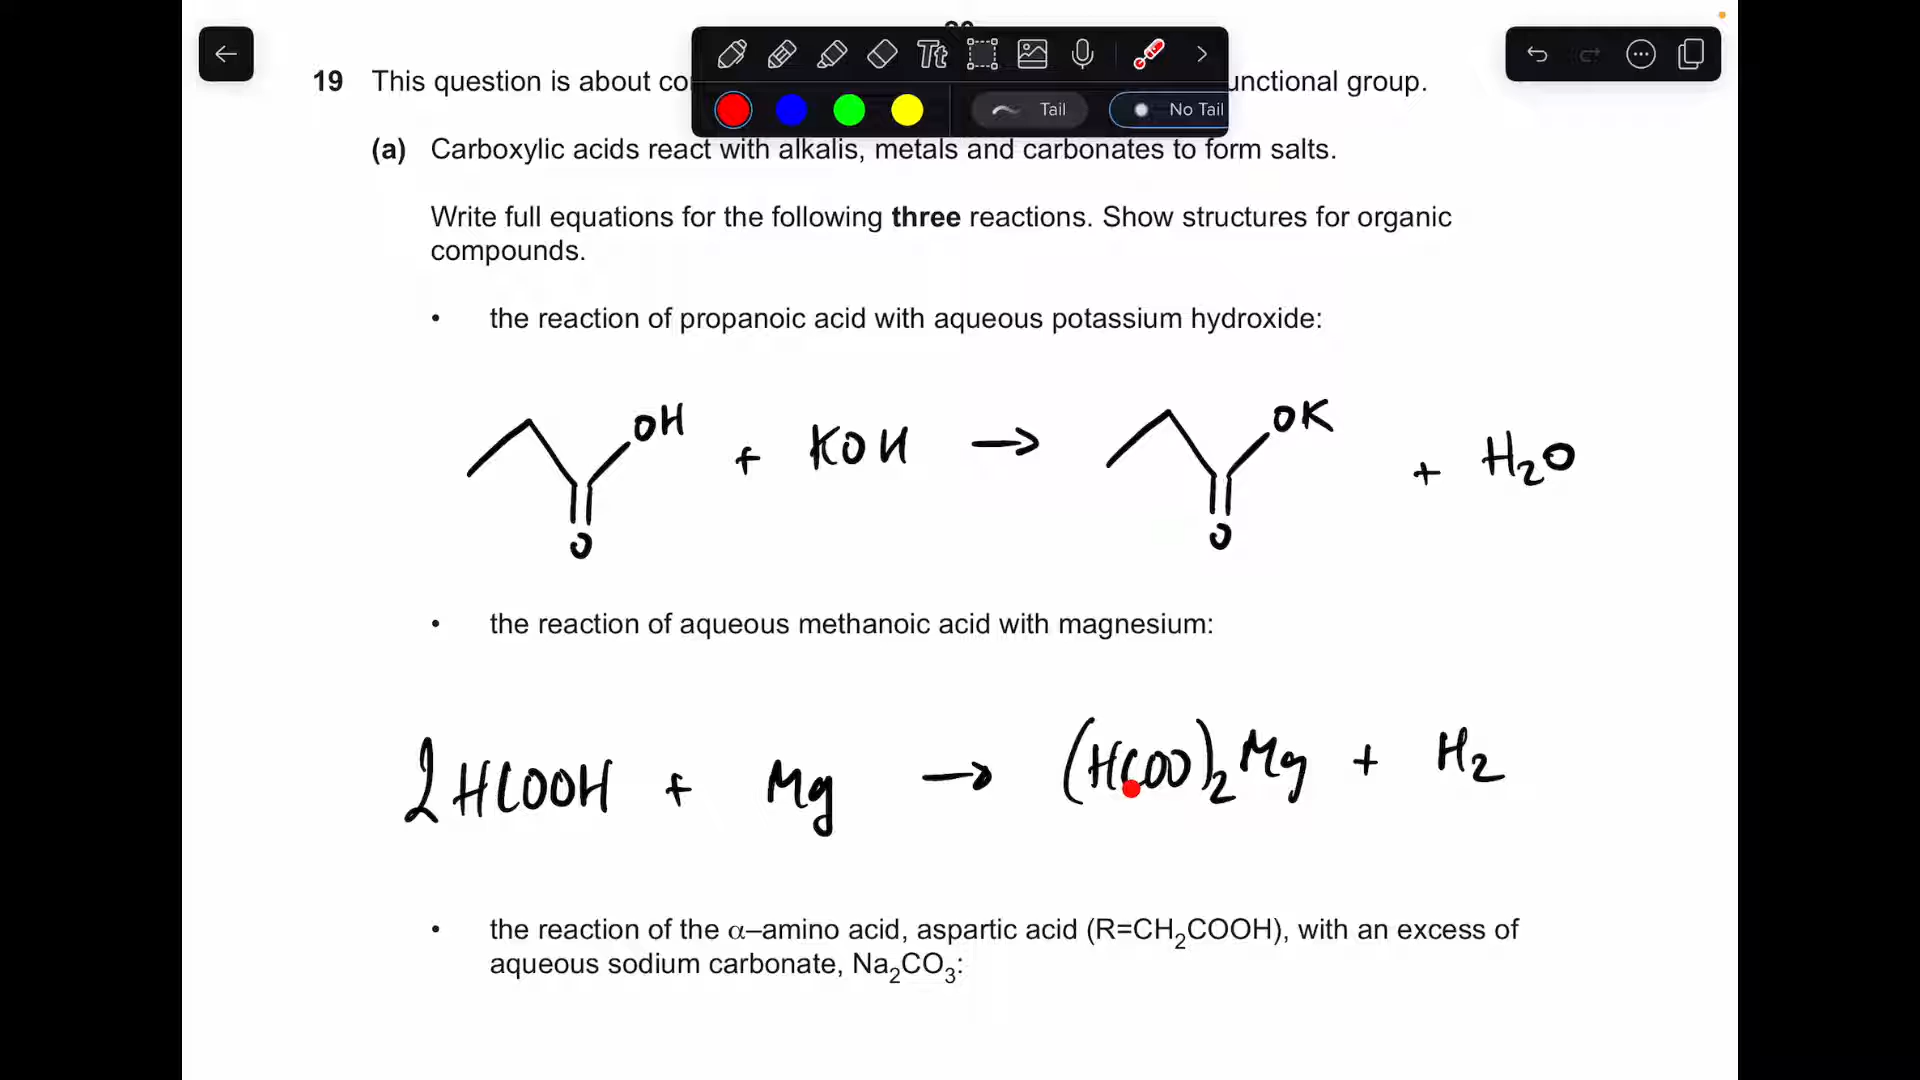 Tt
Tail No Tail
19 This question is about co unctional group.
(a) Carboxylic acids react with alkalis, metals and carbonates to form salts.
Write full equations for the following three reactions. Show structures for organic
compounds.
• the reaction of propanoic acid with aqueous potassium hydroxide:
OH + KOH → OK + H₂O
O O
• the reaction of aqueous methanoic acid with magnesium:
2HCOOH + Mg → (HCOO)₂Mg + H₂
• the reaction of the α–amino acid, aspartic acid (R=CH₂COOH), with an excess of
aqueous sodium carbonate, Na₂CO₃: